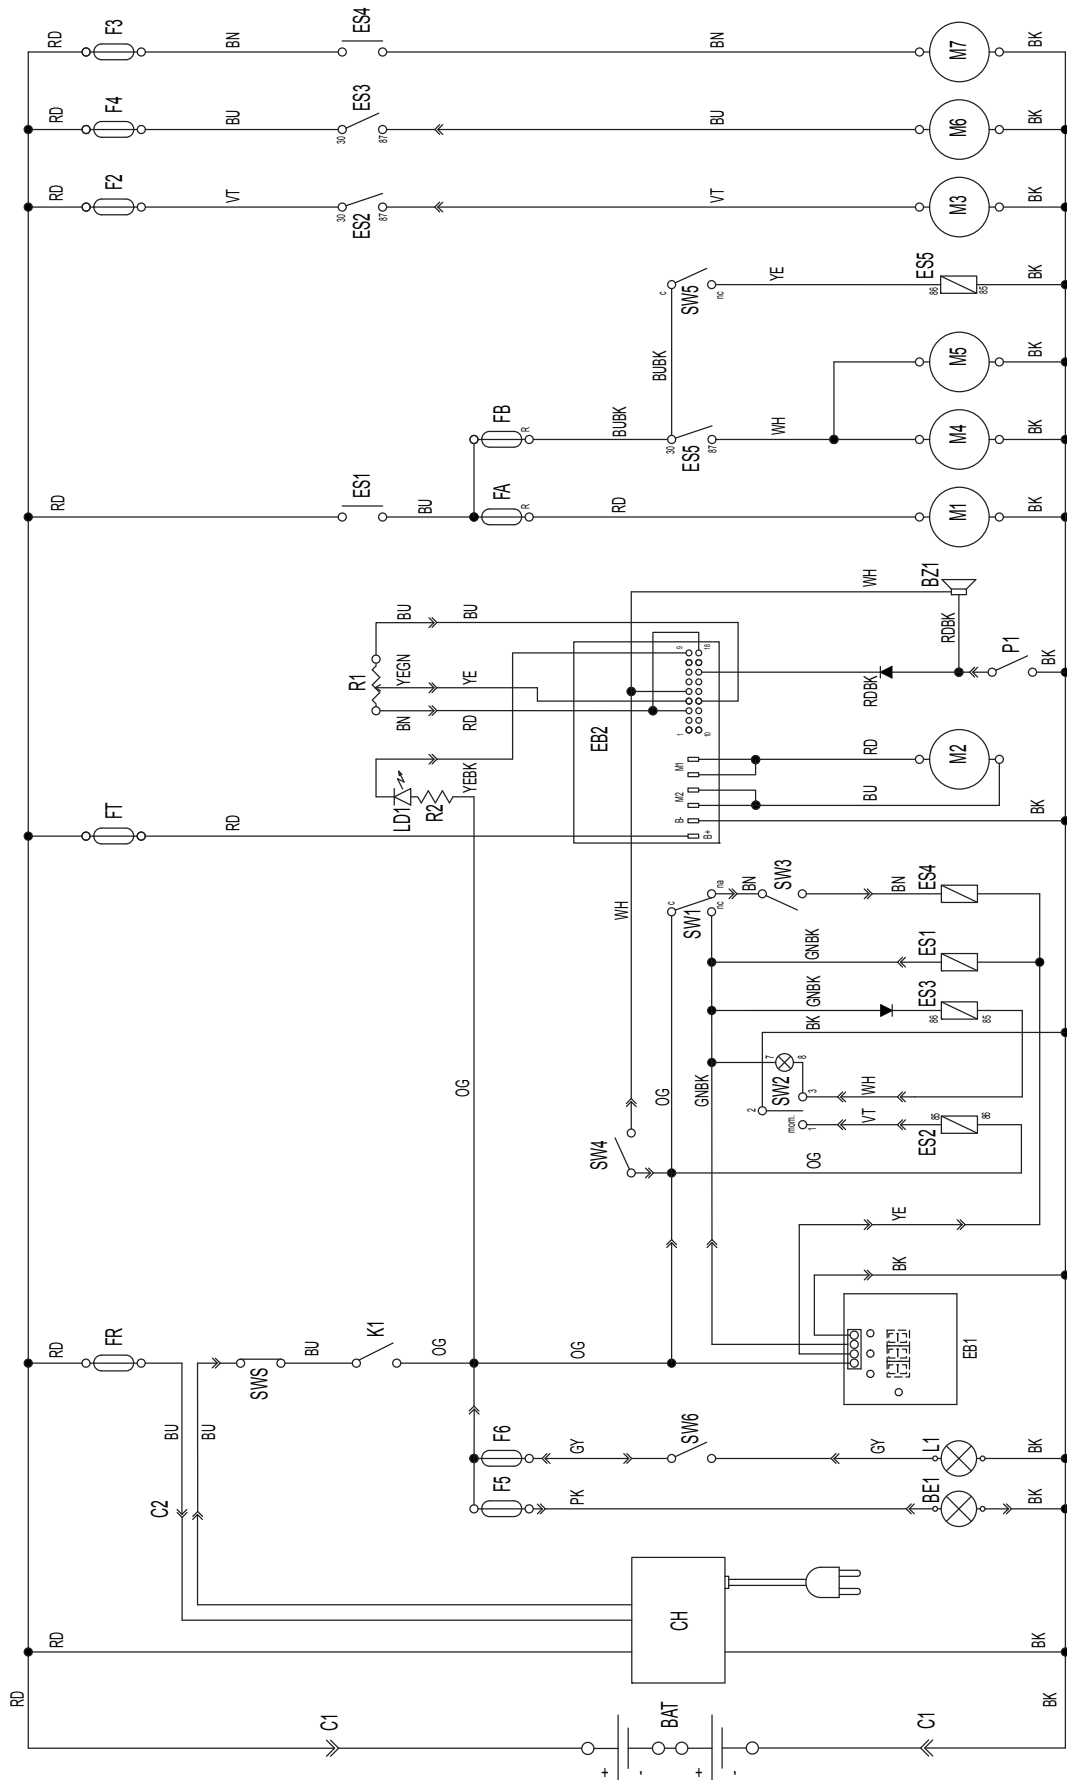 RD
F3
BN
ES4
BN
M7
BK
RD
F4
BU
30
ES3
87
BU
M6
BK
RD
F2
VT
30
ES2
87
VT
M3
BK
c
SW5
nc
YE
86
ES5
85
BK
BUBK
M5
BK
FB
R
BUBK
30
ES5
87
WH
M4
BK
RD
ES1
BU
FA
R
RD
M1
BK
WH
BZ1
RDBK
P1
BK
RDBK
R1
BU
BU
YEGN
YE
BN
RD
EB2
9
18
1
10
M1
M2
B-
B+
LD1
R2
YEBK
RD
BU
M2
BK
FT
RD
WH
c
SW1
na
nc
BN
SW3
BN
ES4
GNBK
ES1
GNBK
86
ES3
85
BK
OG
GNBK
7
8
SW2
2
3
mom.
1
WH
VT
85
ES2
86
OG
SW4
OG
YE
BK
EB1
RD
FR
BU
BU
SWS
BU
K1
OG
OG
C2
F6
GY
SW6
GY
L1
BK
F5
PK
BE1
BK
CH
RD
BK
RD
C1
+
-
BAT
+
-
C1
BK